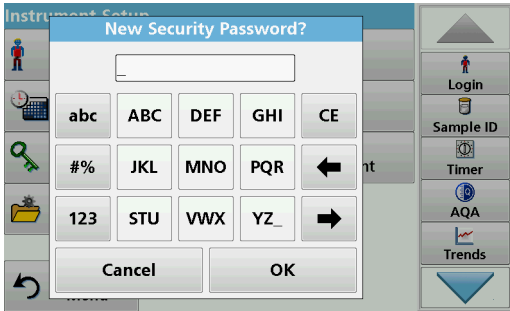 Instrument Setup
New Security Password?
_
abc ABC DEF GHI CE
#% JKL MNO PQR
123 STU VWX YZ_
Cancel OK
Menu
Login
Sample ID
Timer
AQA
Trends